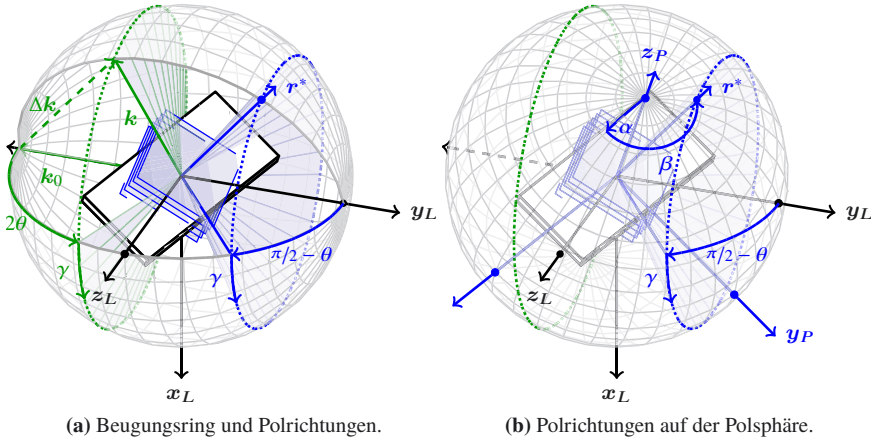 Δk
k
k₀
2θ
γ
z_L
x_L
γ
π/2 − θ
y_L
r*
(a) Beugungsring und Polrichtungen.
z_P
r*
α
β
y_L
π/2 − θ
γ
z_L
y_P
x_L
(b) Polrichtungen auf der Polsphäre.